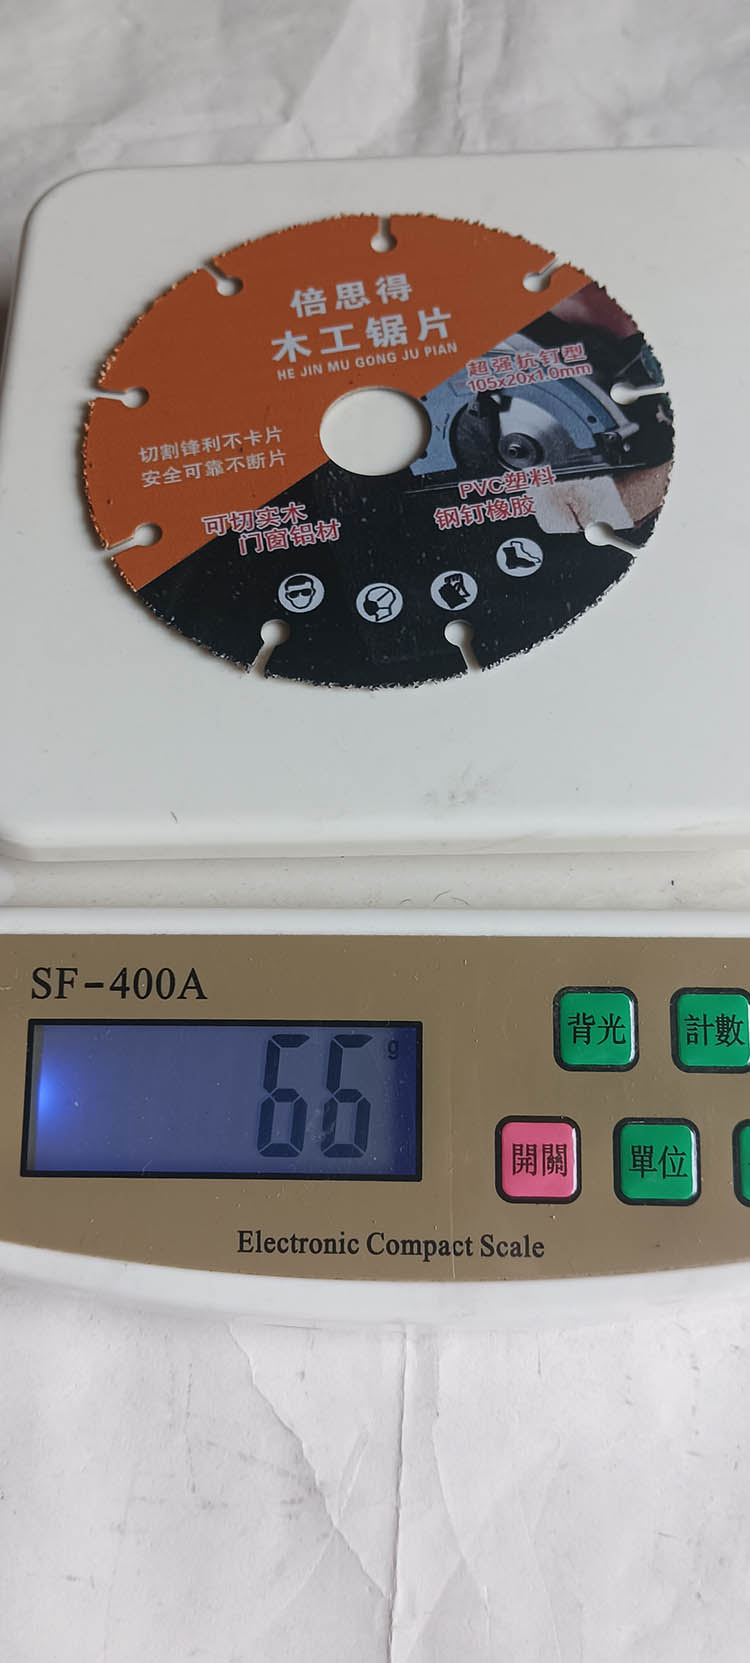 倍思得
木工锯片
HE JIN MU GONG JU PIAN
超强抗钉型
105x20x1.0mm
切割锋利不卡片
安全可靠不断片
可切实木
门窗铝材
PVC塑料
钢钉橡胶
SF-400A
66 g
背光
計數
開關
單位
Electronic Compact Scale